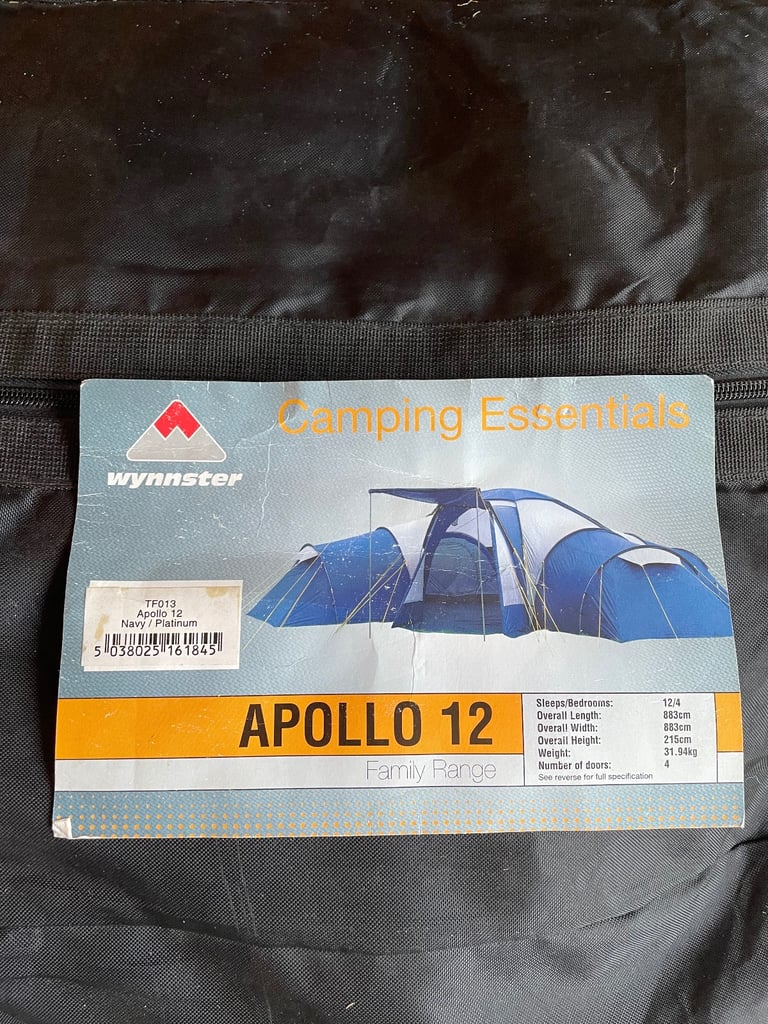 Camping Essentials
wynnster
TF013
Apollo 12
Navy / Platinum
5 038025 161845
APOLLO 12
Family Range
Sleeps/Bedrooms: 12/4
Overall Length: 883cm
Overall Width: 883cm
Overall Height: 215cm
Weight: 31.94kg
Number of doors: 4
See reverse for full specification